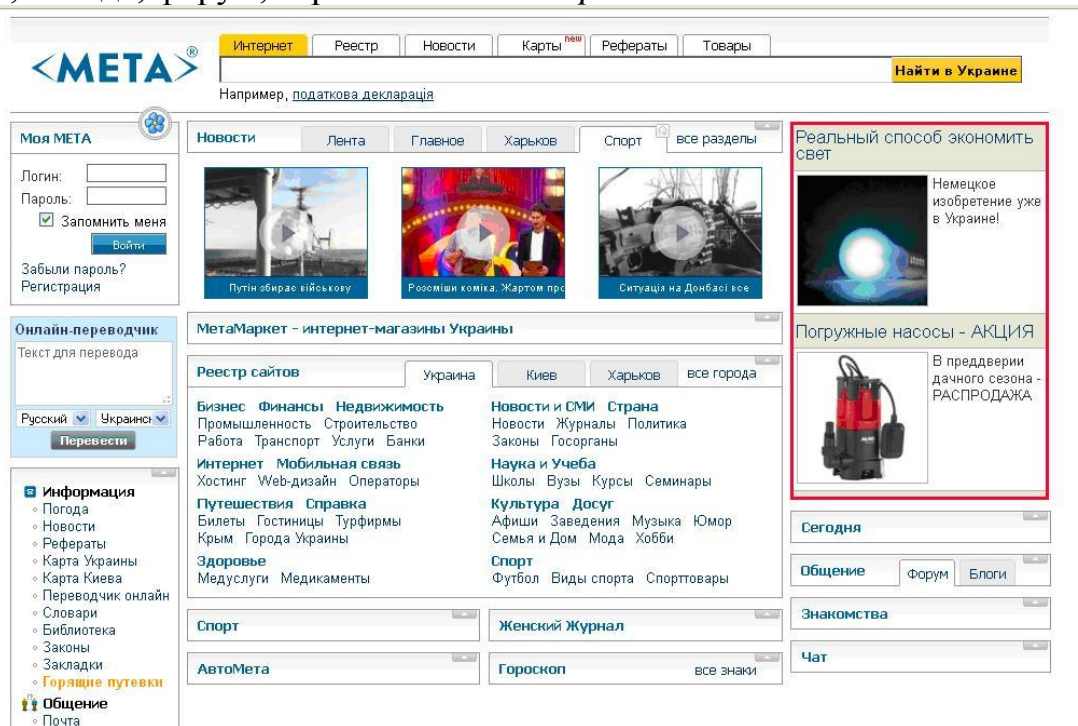 Интернет Реестр Новости Карты new Рефераты Товары
<META>®
Найти в Украине
Например, податкова декларація
Моя МЕТА
Логин:
Пароль:
Запомнить меня
Войти
Забыли пароль?
Регистрация
Онлайн-переводчик
Текст для перевода
Русский Украинск
Перевести
Информация
Погода
Новости
Рефераты
Карта Украины
Карта Киева
Переводчик онлайн
Словари
Библиотека
Законы
Закладки
Горящие путевки
Общение
Почта
Новости Лента Главное Харьков Спорт все разделы
Путін збирає військову
Розсміши коміка. Жартом про
Ситуація на Донбасі все
МетаМаркет - интернет-магазины Украины
Реестр сайтов Украина Киев Харьков все города
Бизнес Финансы Недвижимость
Промышленность Строительство
Работа Транспорт Услуги Банки
Интернет Мобильная связь
Хостинг Web-дизайн Операторы
Путешествия Справка
Билеты Гостиницы Турфирмы
Крым Города Украины
Здоровье
Медуслуги Медикаменты
Новости и СМИ Страна
Новости Журналы Политика
Законы Госорганы
Наука и Учеба
Школы Вузы Курсы Семинары
Культура Досуг
Афиши Заведения Музыка Юмор
Семья и Дом Мода Хобби
Спорт
Футбол Виды спорта Спорттовары
Спорт
Женский Журнал
АвтоМета
Гороскоп все знаки
Реальный способ экономить
свет
Немецкое
изобретение уже
в Украине!
Погружные насосы - АКЦИЯ
В преддверии
дачного сезона -
РАСПРОДАЖА
Сегодня
Общение Форум Блоги
Знакомства
Чат